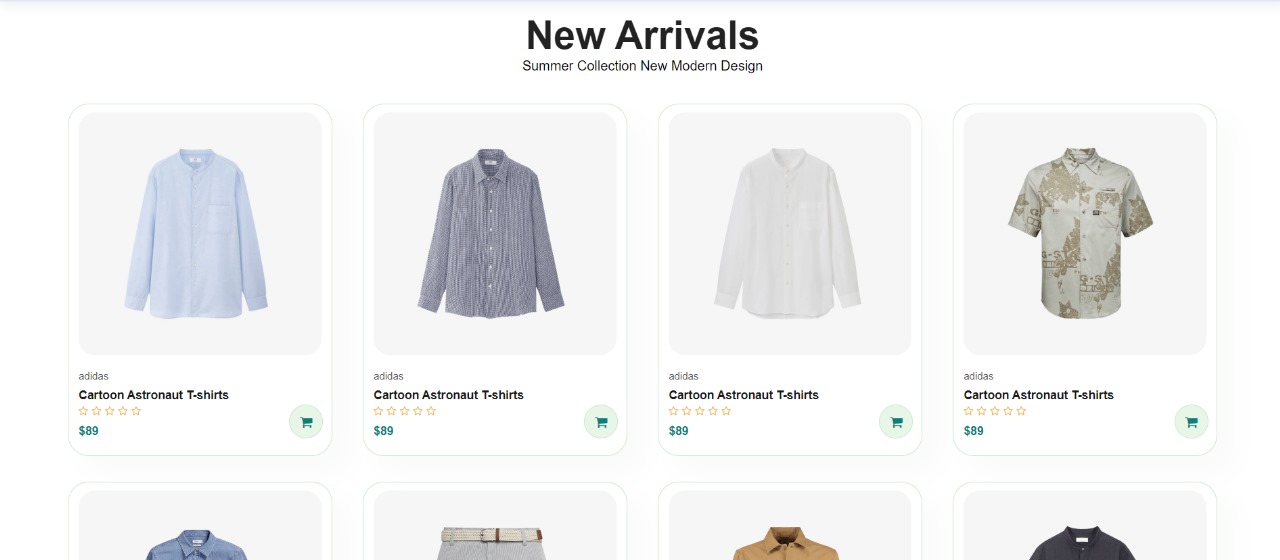 New Arrivals
Summer Collection New Modern Design
adidas
Cartoon Astronaut T-shirts
$89
adidas
Cartoon Astronaut T-shirts
$89
adidas
Cartoon Astronaut T-shirts
$89
adidas
Cartoon Astronaut T-shirts
$89